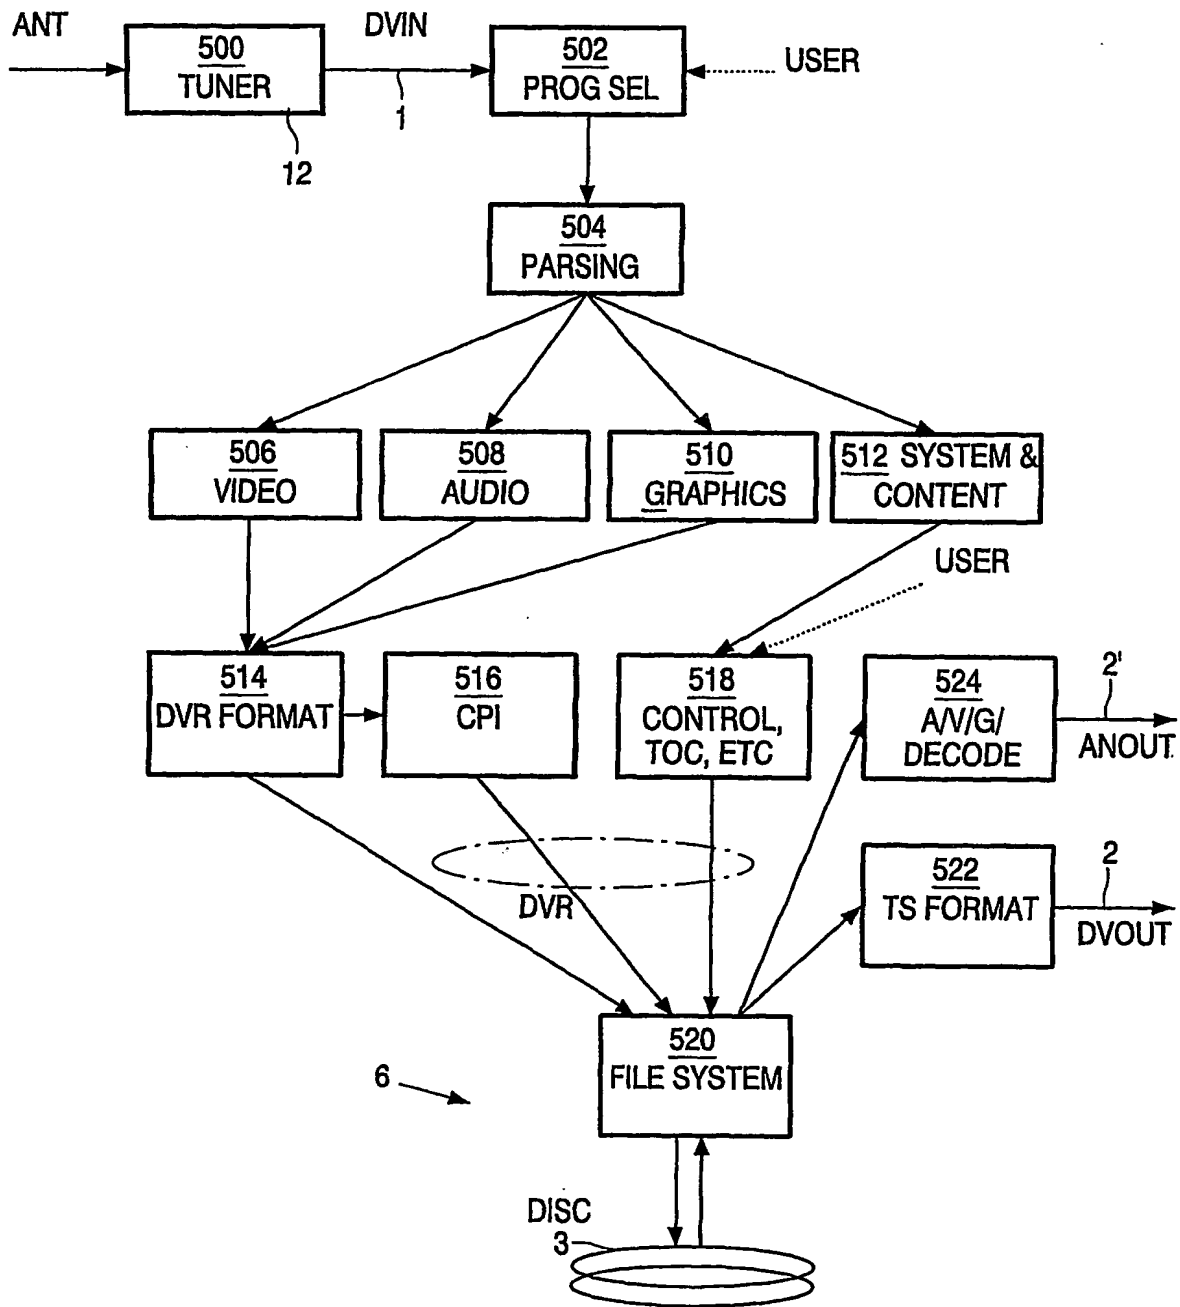 ANT
500
TUNER
12
DVIN
1
502
PROG SEL
USER
504
PARSING
506
VIDEO
508
AUDIO
510
GRAPHICS
512 SYSTEM &
CONTENT
USER
514
DVR FORMAT
516
CPI
518
CONTROL,
TOC, ETC
524
A/V/G/
DECODE
2'
ANOUT
DVR
522
TS FORMAT
2
DVOUT
520
FILE SYSTEM
6
DISC
3